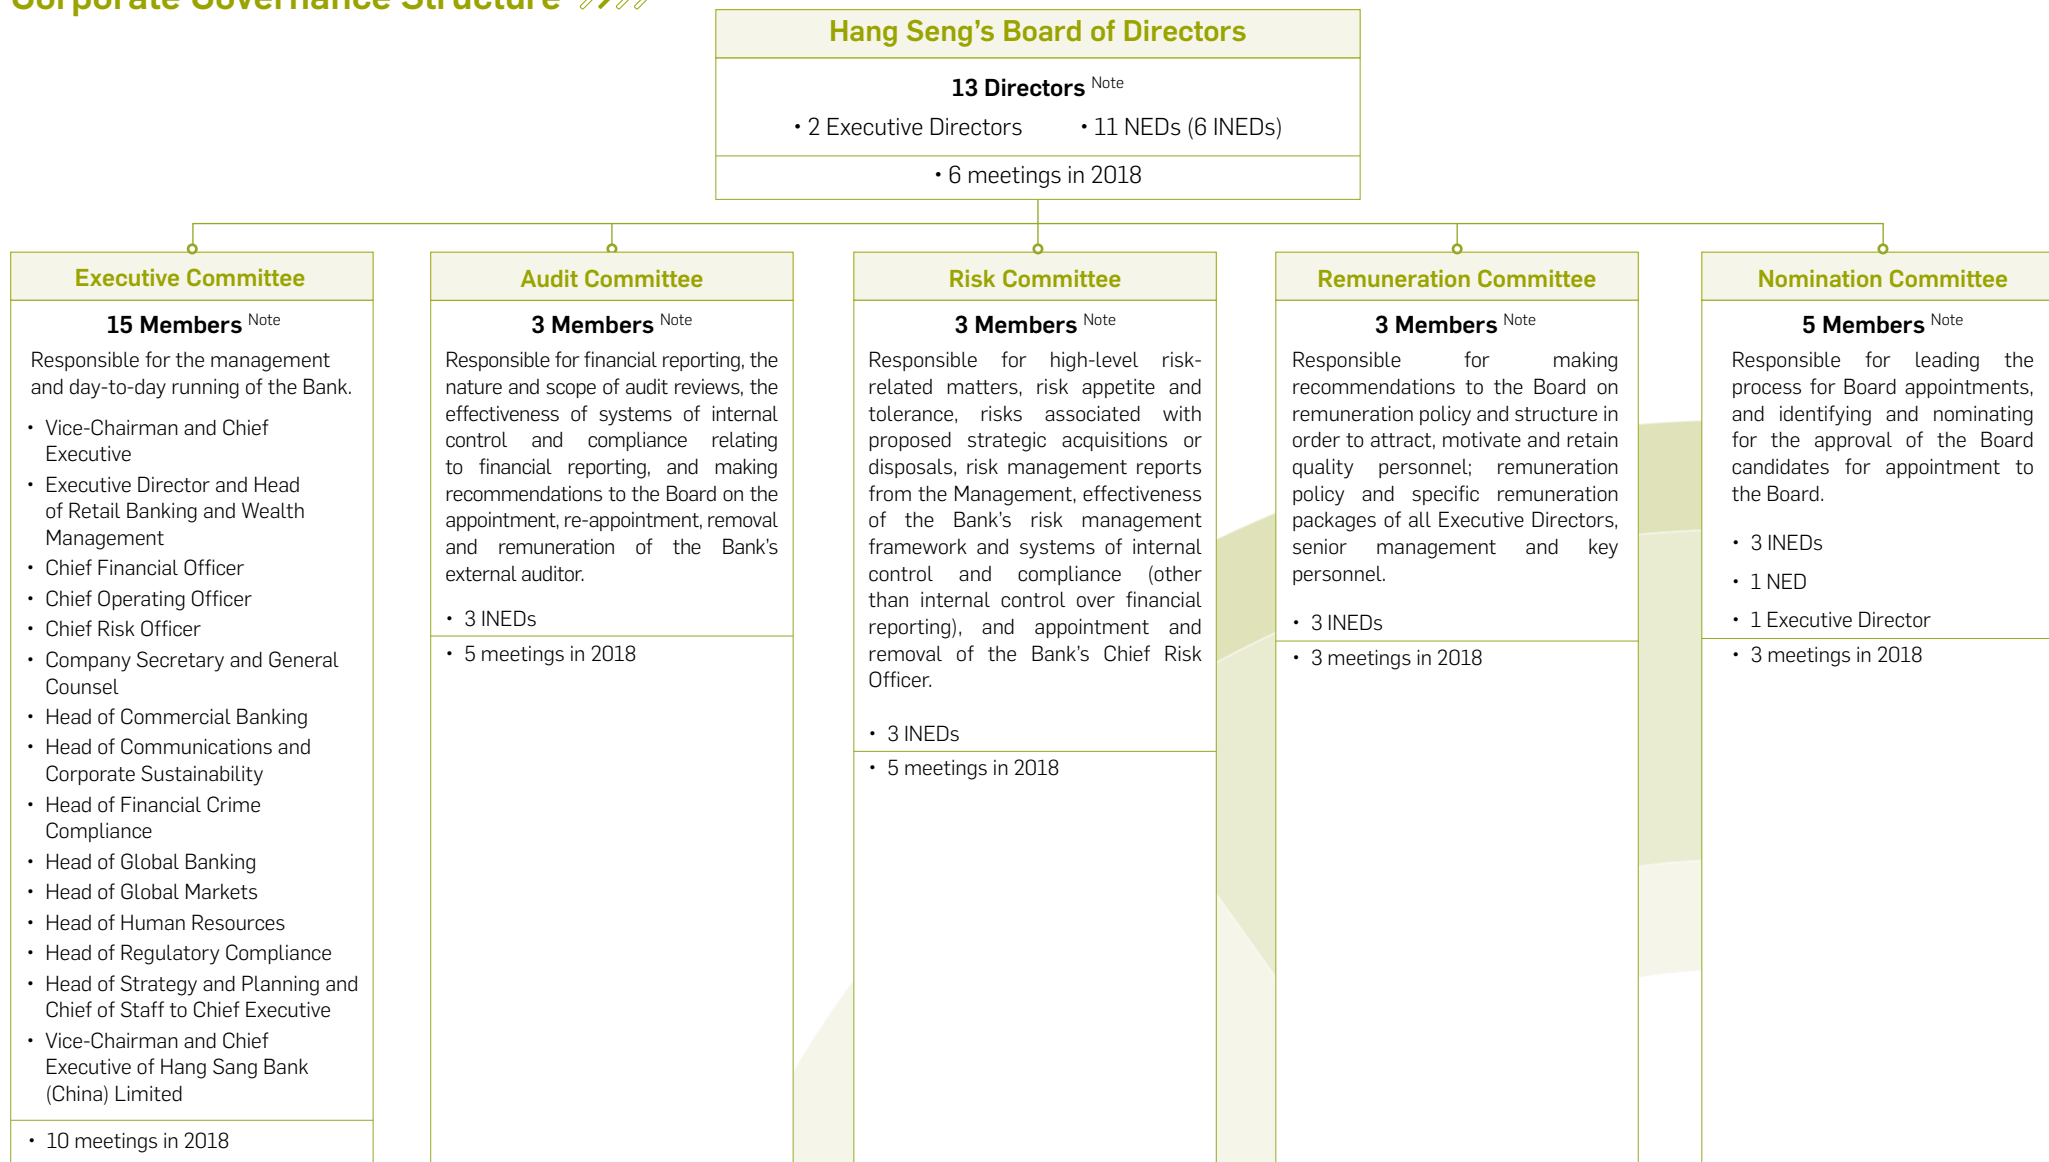 Corporate Governance Structure
Hang Seng's Board of Directors
13 Directors Note
• 2 Executive Directors • 11 NEDs (6 INEDs)
• 6 meetings in 2018
Executive Committee
15 Members Note
Responsible for the management
and day-to-day running of the Bank.
• Vice-Chairman and Chief
Executive
• Executive Director and Head
of Retail Banking and Wealth
Management
• Chief Financial Officer
• Chief Operating Officer
• Chief Risk Officer
• Company Secretary and General
Counsel
• Head of Commercial Banking
• Head of Communications and
Corporate Sustainability
• Head of Financial Crime
Compliance
• Head of Global Banking
• Head of Global Markets
• Head of Human Resources
• Head of Regulatory Compliance
• Head of Strategy and Planning and
Chief of Staff to Chief Executive
• Vice-Chairman and Chief
Executive of Hang Sang Bank
(China) Limited
• 10 meetings in 2018
Audit Committee
3 Members Note
Responsible for financial reporting, the
nature and scope of audit reviews, the
effectiveness of systems of internal
control and compliance relating
to financial reporting, and making
recommendations to the Board on the
appointment, re-appointment, removal
and remuneration of the Bank's
external auditor.
• 3 INEDs
• 5 meetings in 2018
Risk Committee
3 Members Note
Responsible for high-level risk-
related matters, risk appetite and
tolerance, risks associated with
proposed strategic acquisitions or
disposals, risk management reports
from the Management, effectiveness
of the Bank's risk management
framework and systems of internal
control and compliance (other
than internal control over financial
reporting), and appointment and
removal of the Bank's Chief Risk
Officer.
• 3 INEDs
• 5 meetings in 2018
Remuneration Committee
3 Members Note
Responsible for making
recommendations to the Board on
remuneration policy and structure in
order to attract, motivate and retain
quality personnel; remuneration
policy and specific remuneration
packages of all Executive Directors,
senior management and key
personnel.
• 3 INEDs
• 3 meetings in 2018
Nomination Committee
5 Members Note
Responsible for leading the
process for Board appointments,
and identifying and nominating
for the approval of the Board
candidates for appointment to
the Board.
• 3 INEDs
• 1 NED
• 1 Executive Director
• 3 meetings in 2018